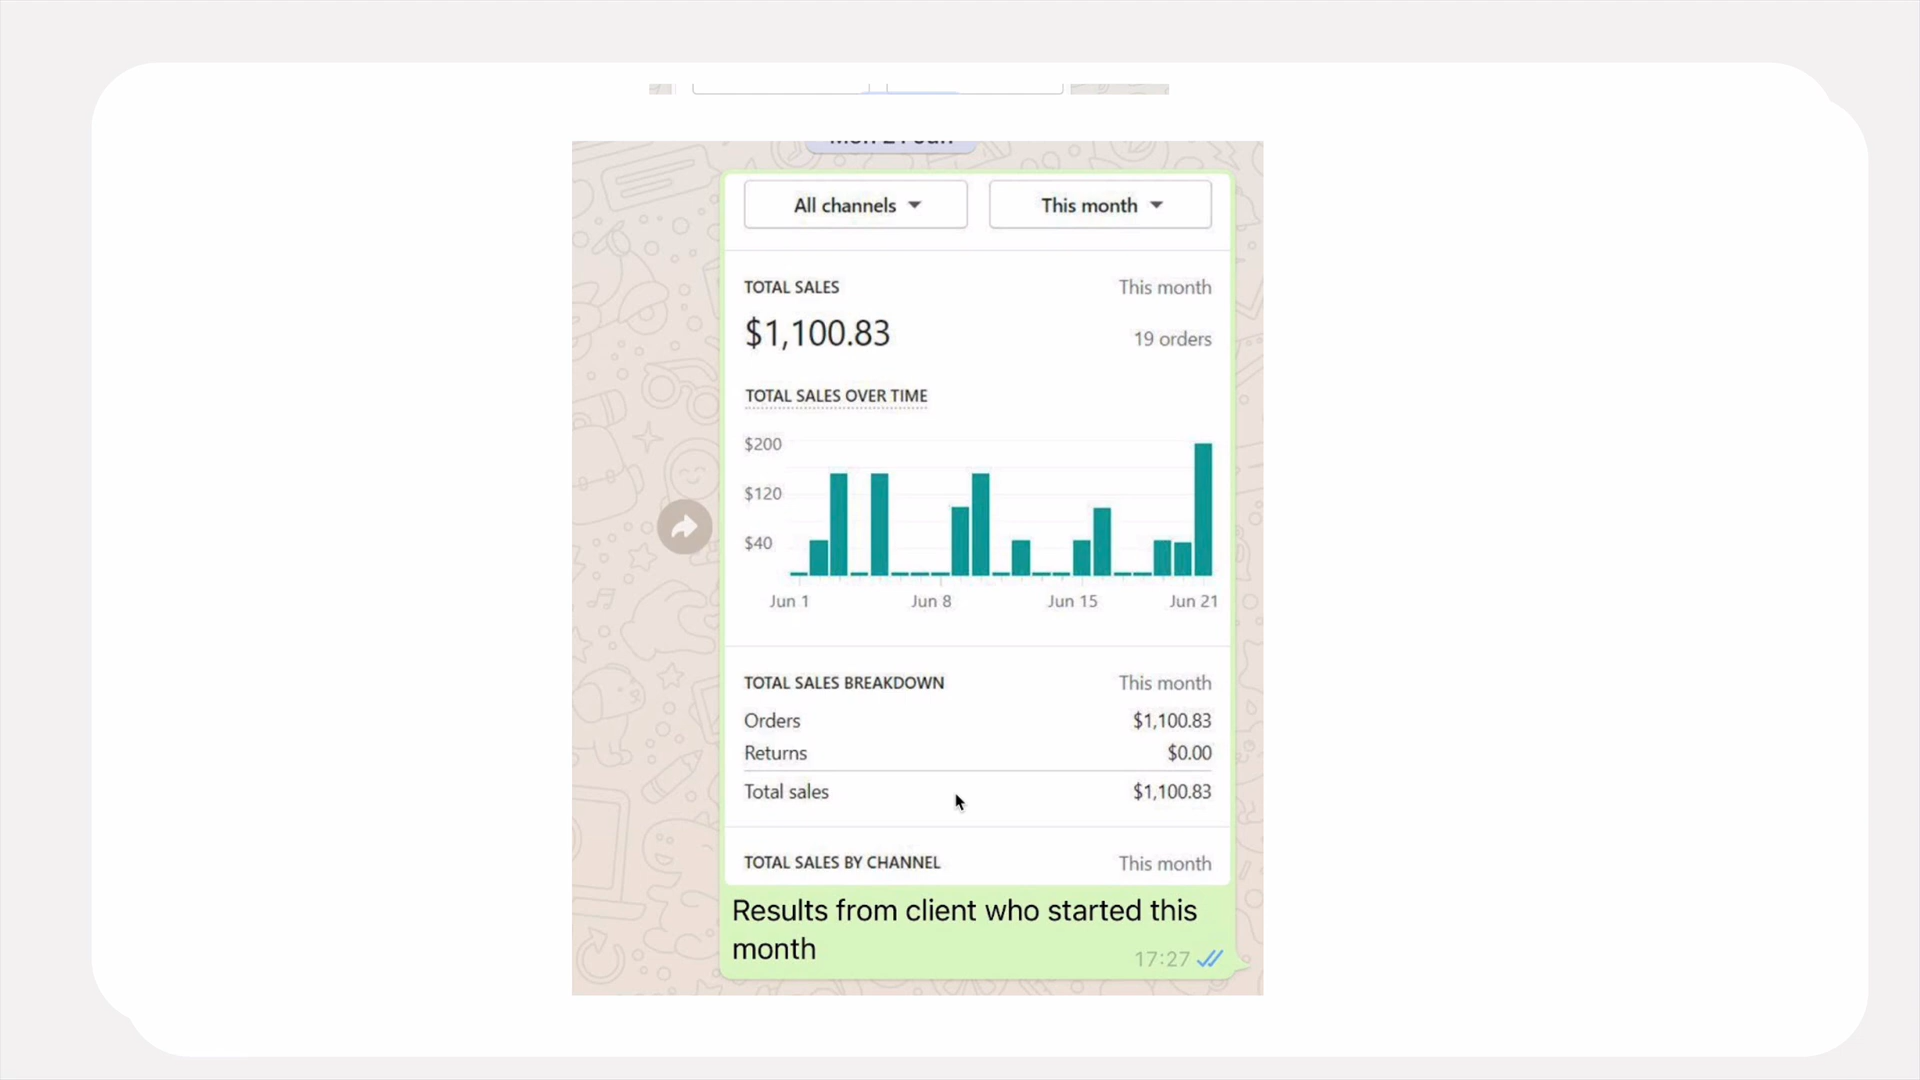 All channels
This month
TOTAL SALES This month
$1,100.83 19 orders
TOTAL SALES OVER TIME
$200
$120
$40
Jun 1 Jun 8 Jun 15 Jun 21
TOTAL SALES BREAKDOWN This month
Orders $1,100.83
Returns $0.00
Total sales $1,100.83
TOTAL SALES BY CHANNEL This month
Results from client who started this
month
17:27